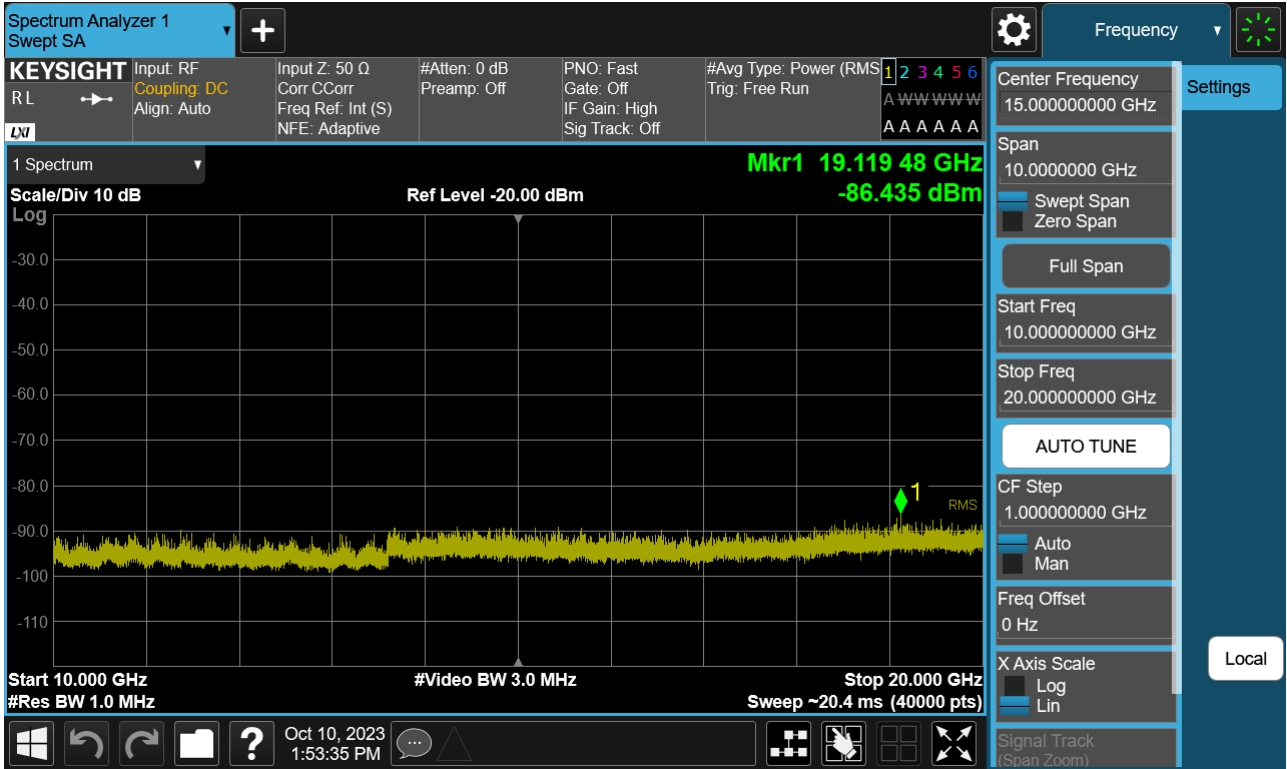 Spectrum Analyzer 1
Swept SA
Frequency
KEYSIGHT
R L
LXI
Input: RF
Coupling: DC
Align: Auto
Input Z: 50 Ω
Corr CCorr
Freq Ref: Int (S)
NFE: Adaptive
#Atten: 0 dB
Preamp: Off
PNO: Fast
Gate: Off
IF Gain: High
Sig Track: Off
#Avg Type: Power (RMS
Trig: Free Run
1 2 3 4 5 6
A W W W W W
A A A A A A
1 Spectrum
Mkr1 19.119 48 GHz
Scale/Div 10 dB
Ref Level -20.00 dBm
-86.435 dBm
Log
-30.0
-40.0
-50.0
-60.0
-70.0
-80.0
-90.0
-100
-110
1
RMS
Start 10.000 GHz
#Video BW 3.0 MHz
Stop 20.000 GHz
#Res BW 1.0 MHz
Sweep ~20.4 ms (40000 pts)
Center Frequency
15.000000000 GHz
Settings
Span
10.0000000 GHz
Swept Span
Zero Span
Full Span
Start Freq
10.000000000 GHz
Stop Freq
20.000000000 GHz
AUTO TUNE
CF Step
1.000000000 GHz
Auto
Man
Freq Offset
0 Hz
X Axis Scale
Log
Lin
Local
Signal Track
(Span Zoom)
?
Oct 10, 2023
1:53:35 PM